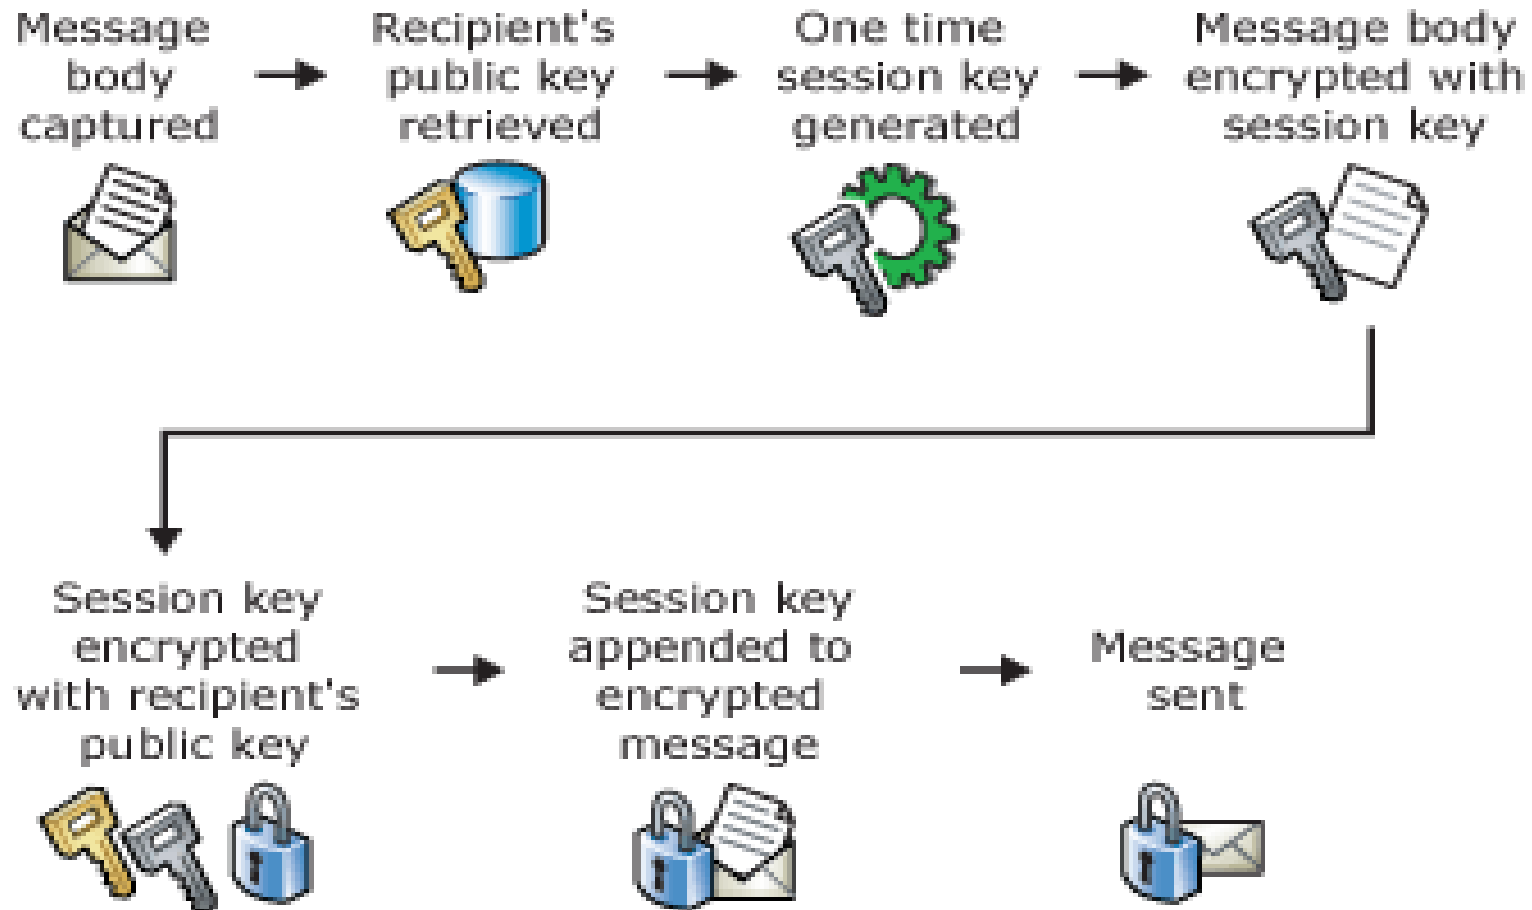 Message
body
captured
Recipient's
public key
retrieved
One time
session key
generated
Message body
encrypted with
session key
Session key
encrypted
with recipient's
public key
Session key
appended to
encrypted
message
Message
sent